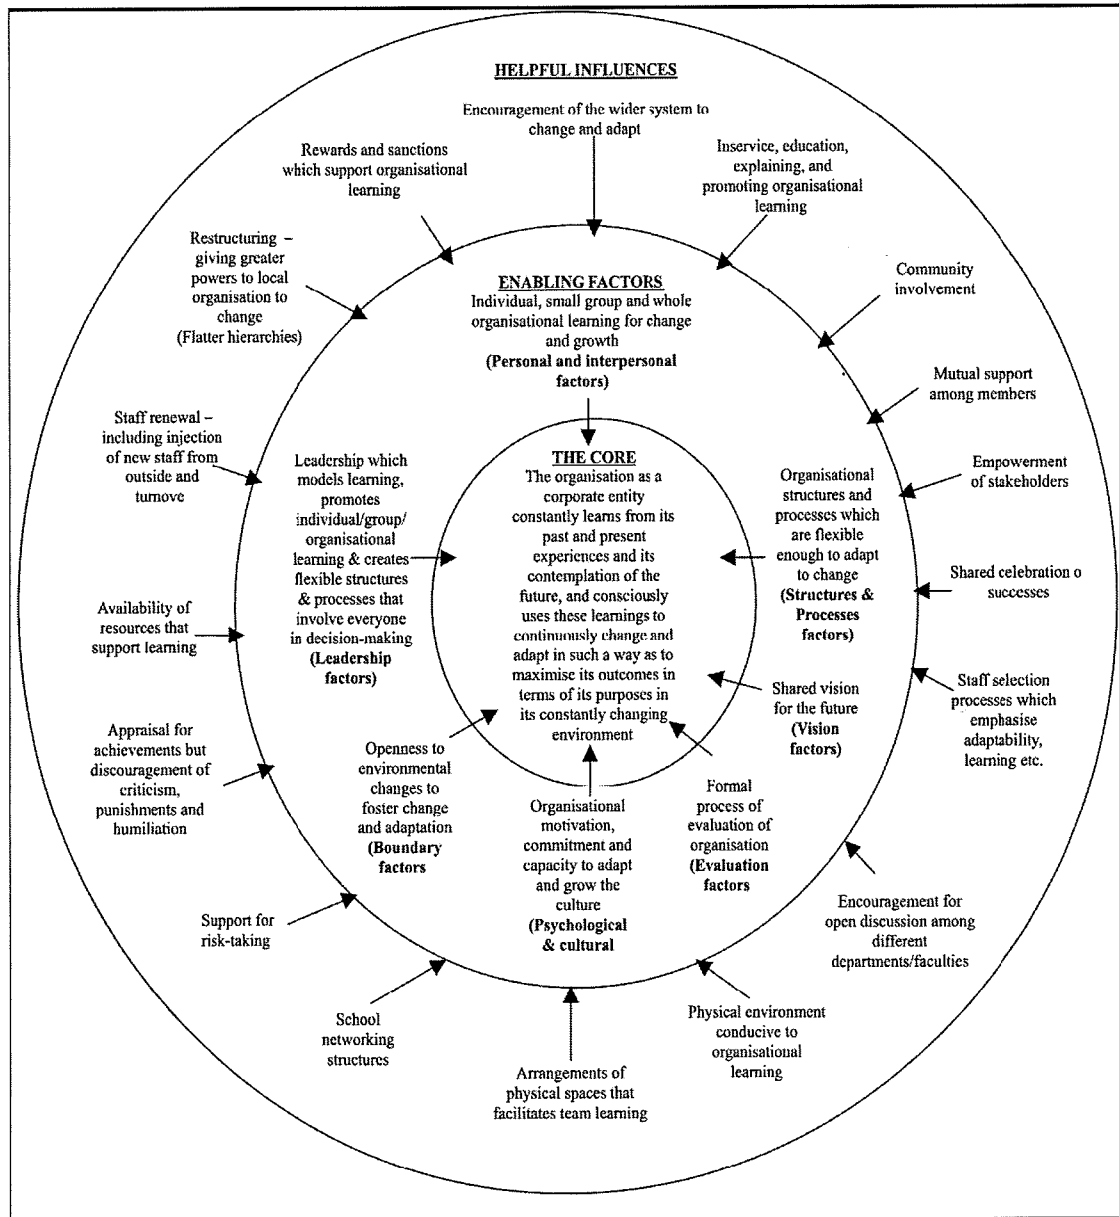 HELPFUL INFLUENCES
Encouragement of the wider system to
change and adapt
Rewards and sanctions
which support organisational
learning
Inservice, education,
explaining, and
promoting organisational
learning
Restructuring –
giving greater
powers to local
organisation to
change
(Flatter hierarchies)
Community
involvement
Mutual support
among members
Staff renewal –
including injection
of new staff from
outside and
turnove
Empowerment
of stakeholders
Shared celebration o
successes
Availability of
resources that
support learning
Staff selection
processes which
emphasise
adaptability,
learning etc.
Appraisal for
achievements but
discouragement of
criticism,
punishments and
humiliation
Encouragement for
open discussion among
different
departments/faculties
Support for
risk-taking
School
networking
structures
Arrangements of
physical spaces that
facilitates team learning
Physical environment
conducive to
organisational
learning
ENABLING FACTORS
Individual, small group and whole
organisational learning for change
and growth
(Personal and interpersonal
factors)
Leadership which
models learning,
promotes
individual/group/
organisational
learning & creates
flexible structures
& processes that
involve everyone
in decision-making
(Leadership
factors)
Organisational
structures and
processes which
are flexible
enough to adapt
to change
(Structures &
Processes factors)
Shared vision
for the future
(Vision
factors)
Openness to
environmental
changes to
foster change
and adaptation
(Boundary
factors
Organisational
motivation,
commitment and
capacity to adapt
and grow the
culture
(Psychological
& cultural
Formal
process of
evaluation of
organisation
(Evaluation
factors
THE CORE
The organisation as a
corporate entity
constantly learns from its
past and present
experiences and its
contemplation of the
future, and consciously
uses these learnings to
continuously change and
adapt in such a way as to
maximise its outcomes in
terms of its purposes in
its constantly changing
environment